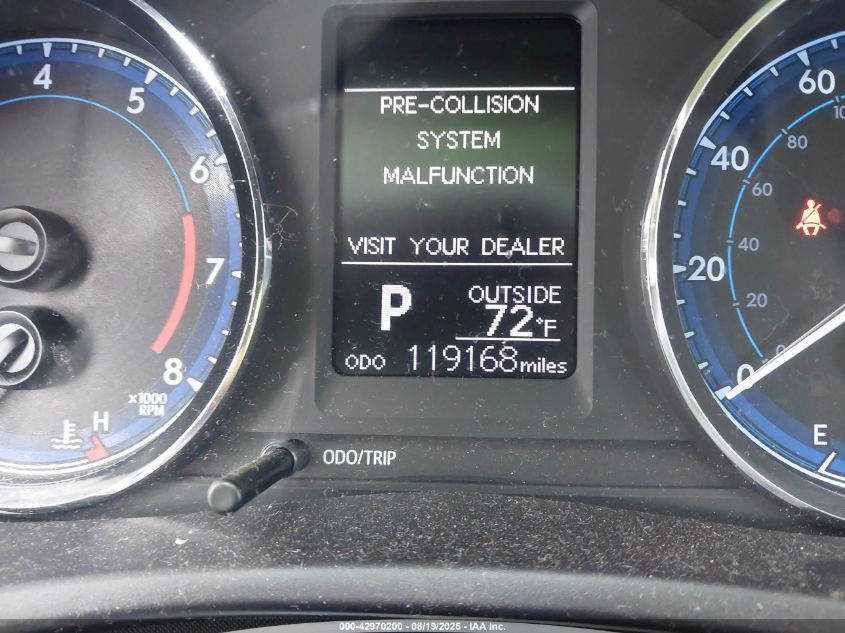 4
5
6
7
8
x1000
RPM
H
PRE-COLLISION
SYSTEM
MALFUNCTION
VISIT YOUR DEALER
P
OUTSIDE
72°F
ODO 119168 miles
ODO/TRIP
60
40
20
0
80
60
40
20
0
E
000-42970200 - 08/19/2025 - IAA Inc.